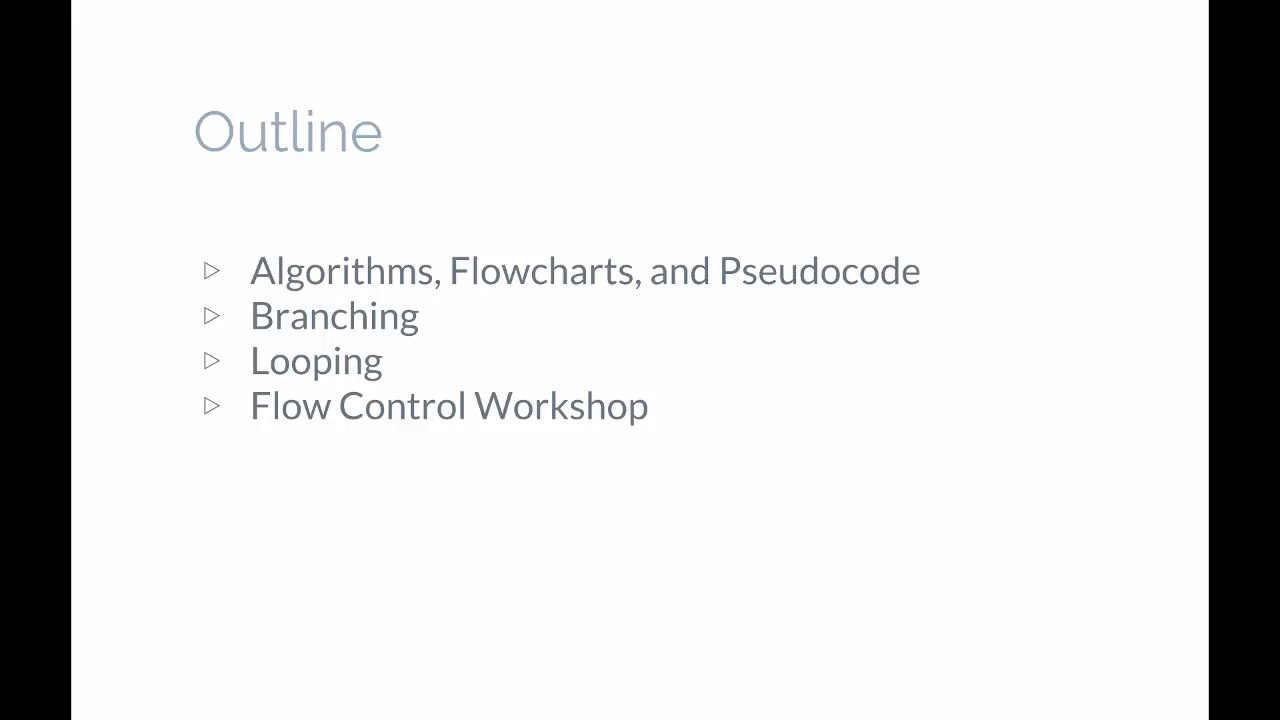 Outline
▷ Algorithms, Flowcharts, and Pseudocode
▷ Branching
▷ Looping
▷ Flow Control Workshop